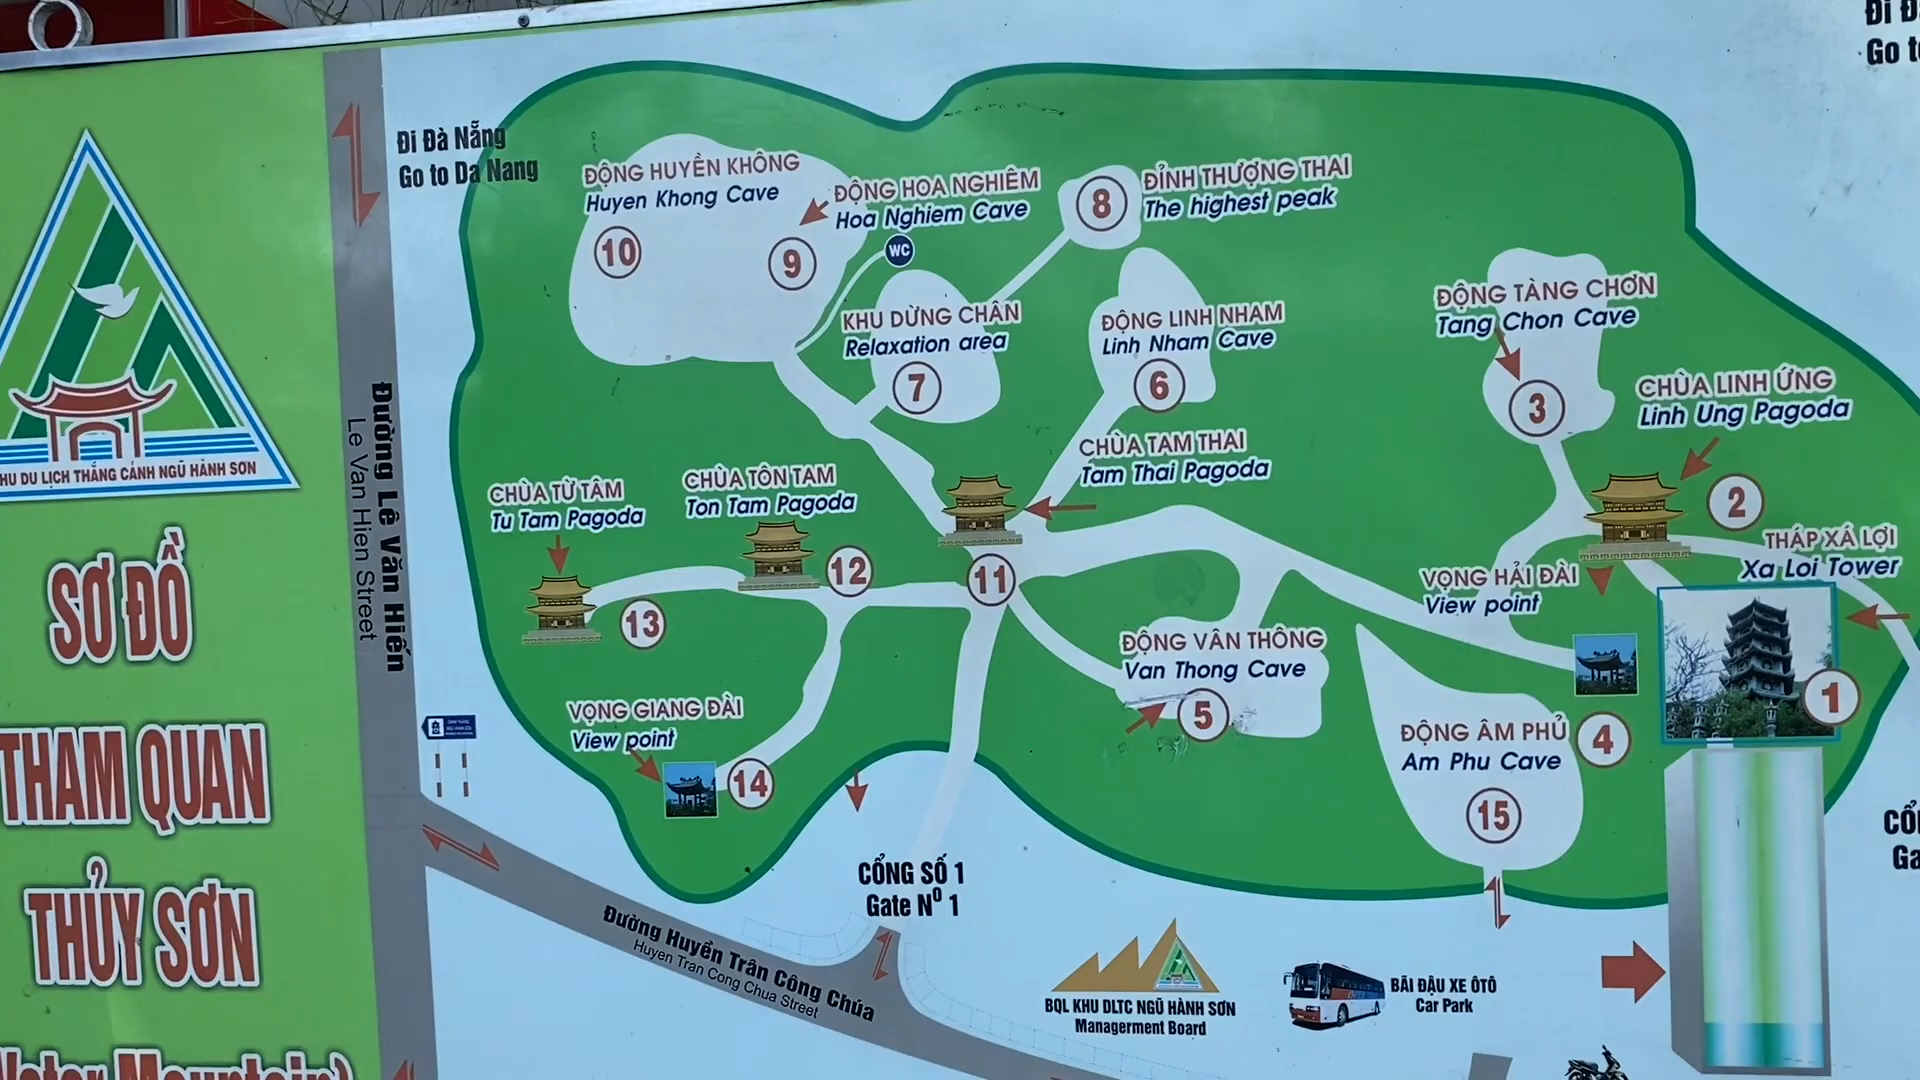 KHU DU LỊCH THẮNG CẢNH NGŨ HÀNH SƠN
SƠ ĐỒ
THAM QUAN
THỦY SƠN
Đi Đà Nẵng
Go to Da Nang
Đường Lê Văn Hiến
Le Van Hien Street
ĐỘNG HUYỀN KHÔNG
Huyen Khong Cave
10
ĐỘNG HOA NGHIÊM
Hoa Nghiem Cave
9
WC
8
ĐỈNH THƯỢNG THAI
The highest peak
KHU DỪNG CHÂN
Relaxation area
7
ĐỘNG LINH NHAM
Linh Nham Cave
6
ĐỘNG TÀNG CHƠN
Tang Chon Cave
3
CHÙA LINH ỨNG
Linh Ung Pagoda
2
CHÙA TAM THAI
Tam Thai Pagoda
11
CHÙA TỪ TÂM
Tu Tam Pagoda
13
CHÙA TÔN TAM
Ton Tam Pagoda
12
THÁP XÁ LỢI
Xa Loi Tower
1
VỌNG HẢI ĐÀI
View point
4
ĐỘNG VÂN THÔNG
Van Thong Cave
5
VỌNG GIANG ĐÀI
View point
14
ĐỘNG ÂM PHỦ
Am Phu Cave
15
CỔNG SỐ 1
Gate Nº 1
Đường Huyền Trân Công Chúa
Huyen Tran Cong Chua Street
BQL KHU DLTC NGŨ HÀNH SƠN
Managerment Board
BÃI ĐẬU XE ÔTÔ
Car Park
Go to